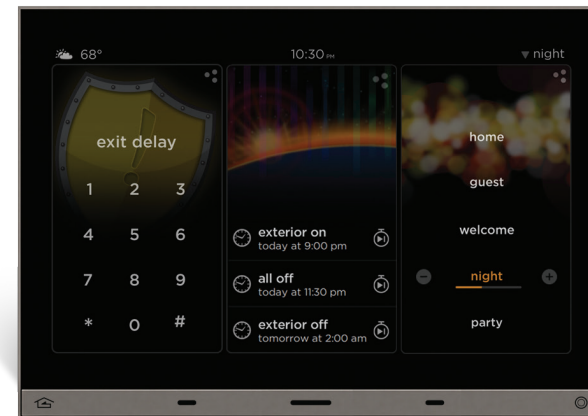 68° 10:30 PM night
exit delay
1 2 3
4 5 6
7 8 9
* 0 #
exterior on
today at 9:00 pm
all off
today at 11:30 pm
exterior off
tomorrow at 2:00 am
home
guest
welcome
night
party